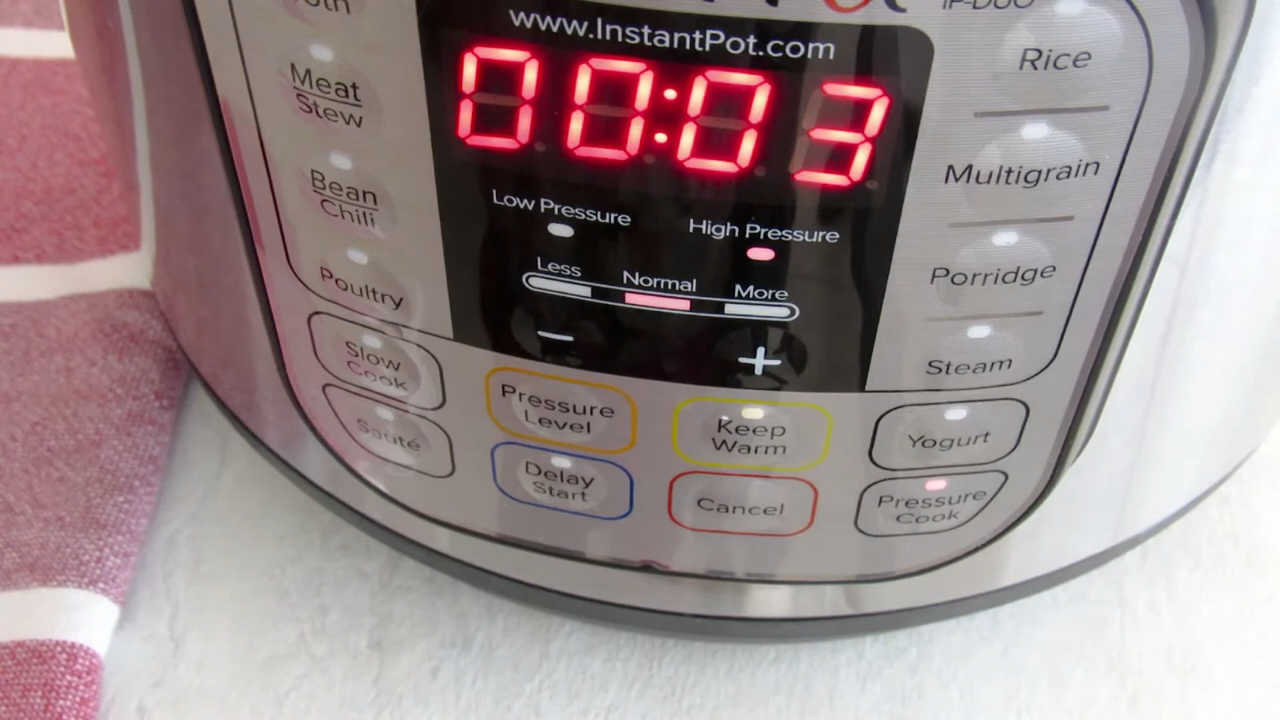 www.InstantPot.com
00:03
Low Pressure
High Pressure
Less
Normal
More
−
+
Meat
Stew
Bean
Chili
Poultry
Slow
Cook
Sauté
Pressure
Level
Delay
Start
Keep
Warm
Cancel
Rice
Multigrain
Porridge
Steam
Yogurt
Pressure
Cook